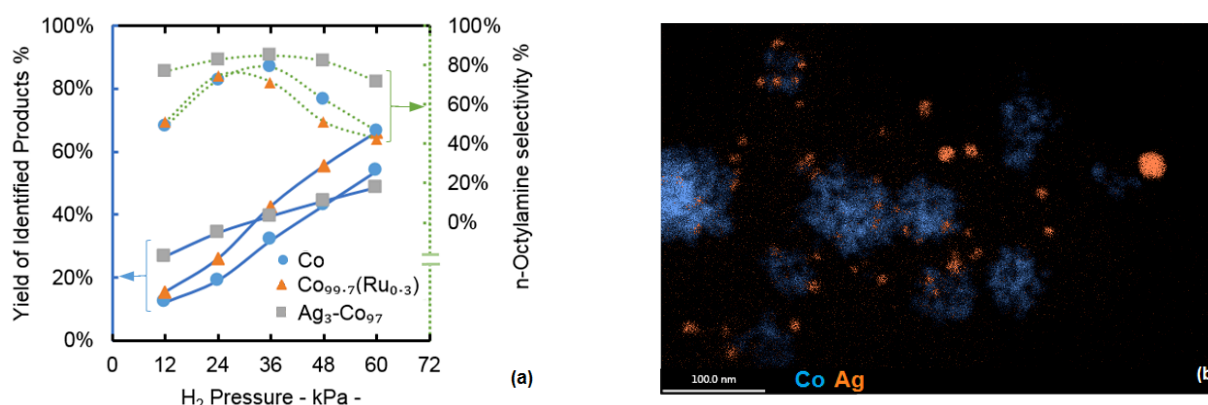 100%
80%
60%
40%
20%
0%
Yield of Identified Products %
0
12
24
36
48
60
72
H₂ Pressure - kPa -
100%
80%
60%
40%
20%
0%
n-Octylamine selectivity %
Co
Co₉₉.₇(Ru₀.₃)
Ag₃-Co₉₇
(a)
100.0 nm
Co Ag
(b